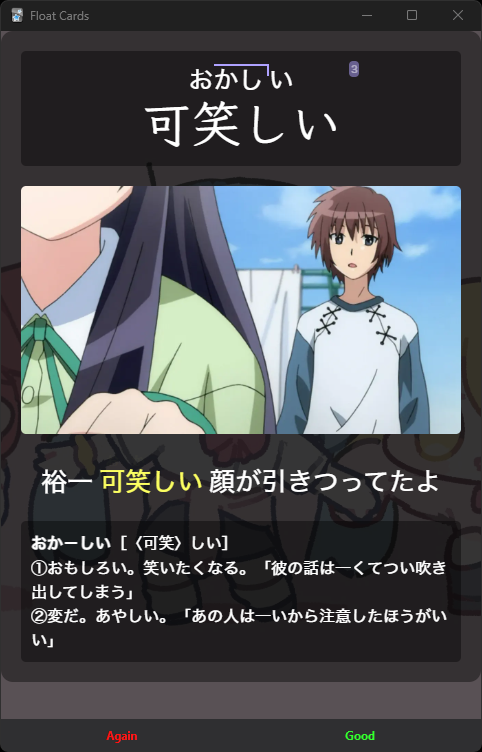 Float Cards
おかしい
3
可笑しい
裕一 可笑しい 顔が引きつってたよ
おかーしい［〈可笑〉しい］
①おもしろい。笑いたくなる。「彼の話は―くてつい吹き
出してしまう」
②変だ。あやしい。「あの人は―いから注意したほうがい
い」
Again
Good